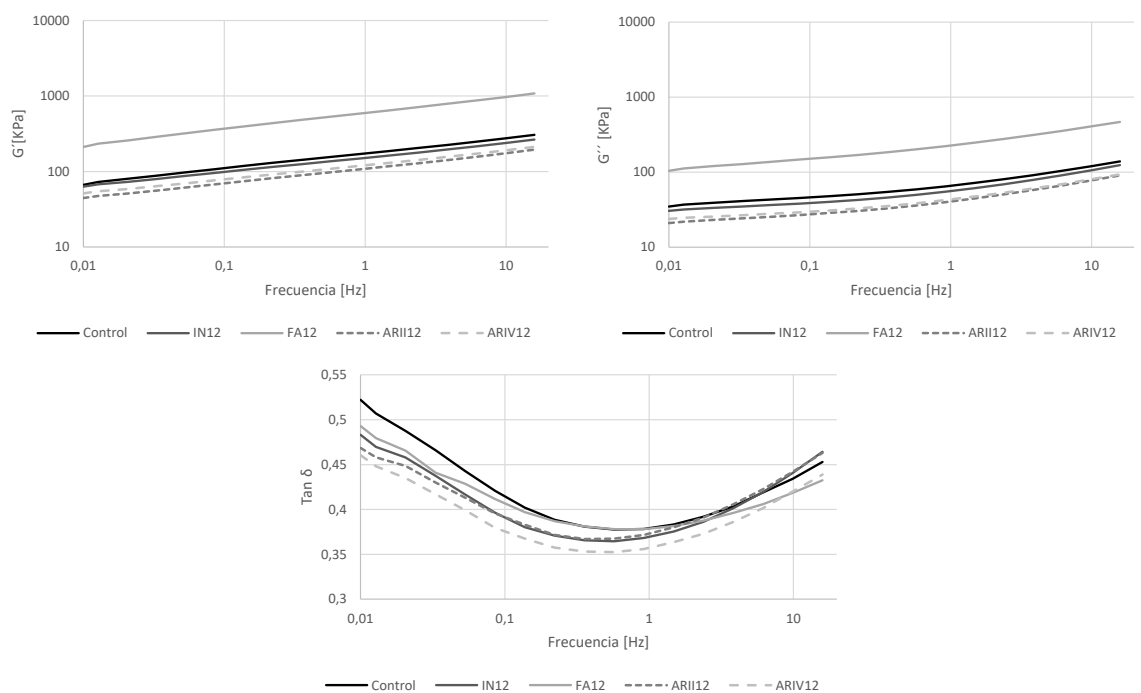 10000
1000
100
10
G´[KPa]
0,01 0,1 1 10
Frecuencia [Hz]
Control IN12 FA12 ARII12 ARIV12
10000
1000
100
10
G´´ [KPa]
0,01 0,1 1 10
Frecuencia [Hz]
Control IN12 FA12 ARII12 ARIV12
0,55
0,5
0,45
0,4
0,35
0,3
Tan δ
0,01 0,1 1 10
Frecuencia [Hz]
Control IN12 FA12 ARII12 ARIV12